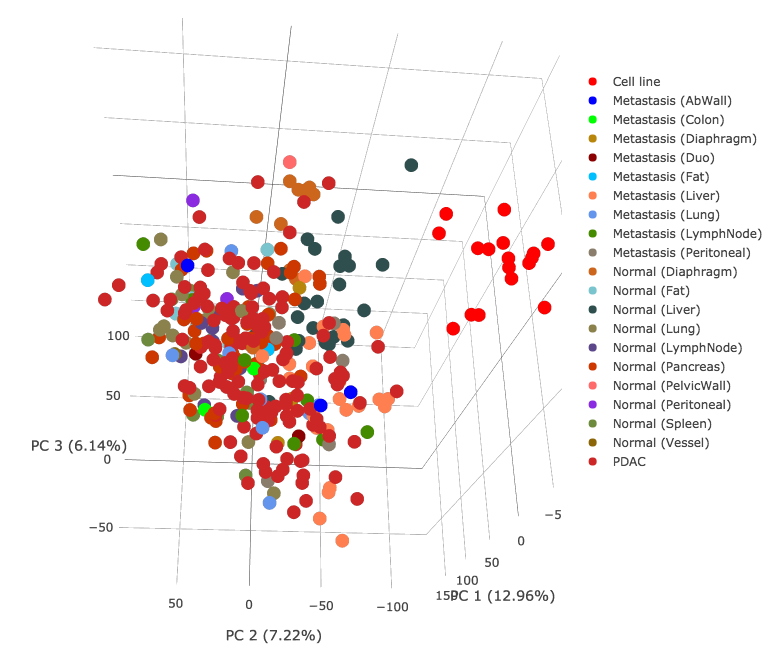 Cell line
Metastasis (AbWall)
Metastasis (Colon)
Metastasis (Diaphragm)
Metastasis (Duo)
Metastasis (Fat)
Metastasis (Liver)
Metastasis (Lung)
Metastasis (LymphNode)
Metastasis (Peritoneal)
Normal (Diaphragm)
Normal (Fat)
Normal (Liver)
Normal (Lung)
Normal (LymphNode)
Normal (Pancreas)
Normal (PelvicWall)
Normal (Peritoneal)
Normal (Spleen)
Normal (Vessel)
PDAC
100
50
PC 3 (6.14%)
0
−50
−5
0
50
100
150
PC 1 (12.96%)
50
0
−50
−100
PC 2 (7.22%)